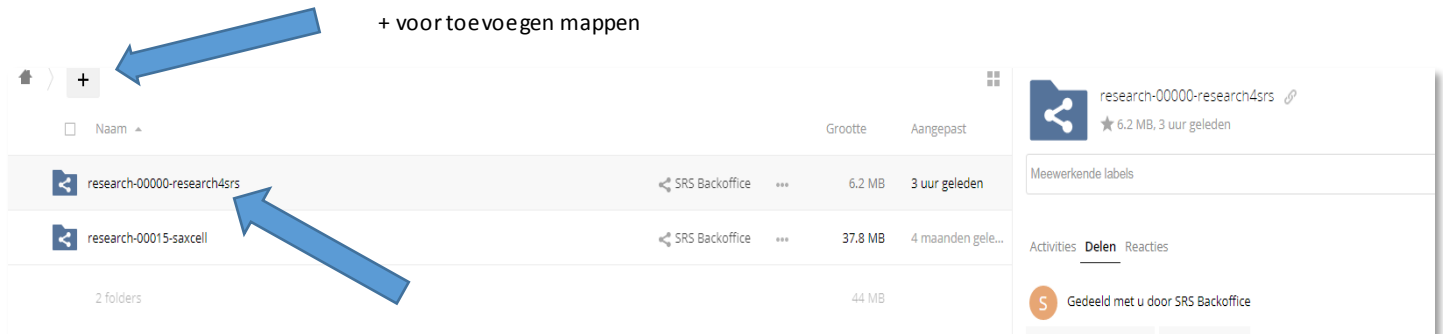 + voor toevoegen mappen
+
Naam
Grootte
Aangepast
research-00000-research4srs
SRS Backoffice
...
6.2 MB
3 uur geleden
research-00015-saxcell
SRS Backoffice
...
37.8 MB
4 maanden gele...
2 folders
44 MB
research-00000-research4srs
6.2 MB, 3 uur geleden
Meewerkende labels
Activities Delen Reacties
S
Gedeeld met u door SRS Backoffice